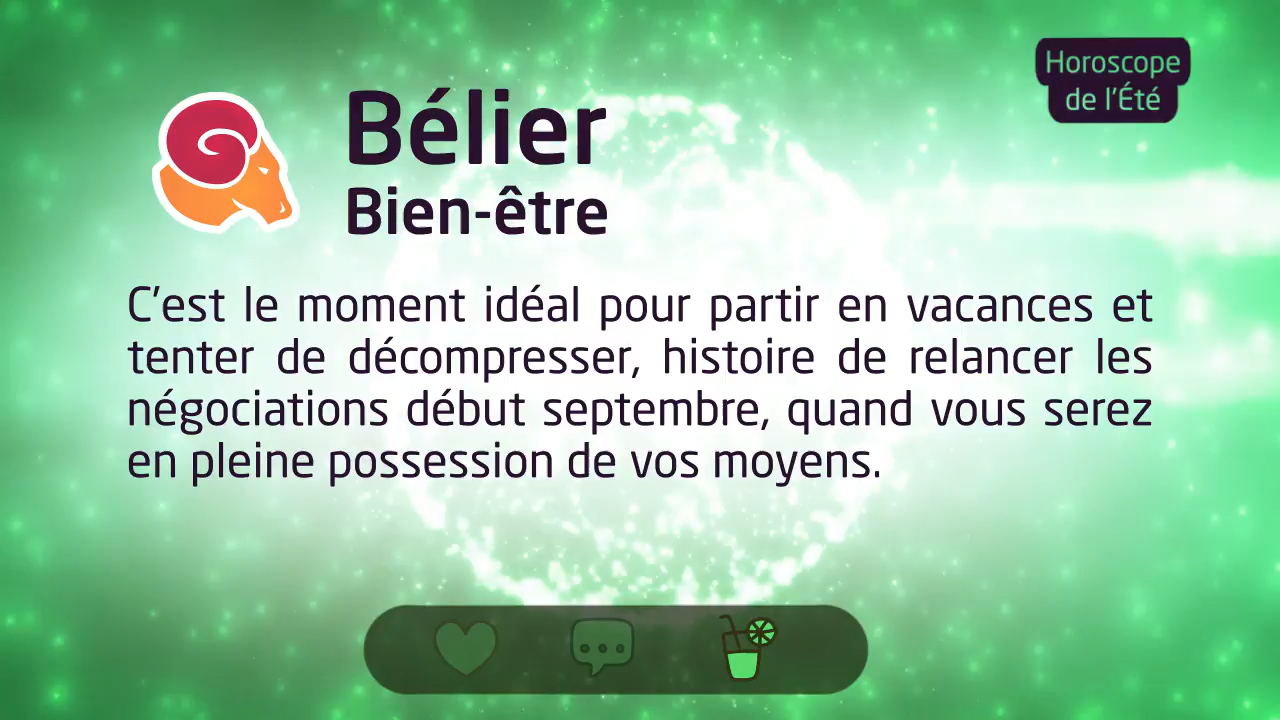 Horoscope
de l'Été
Bélier
Bien-être
C'est le moment idéal pour partir en vacances et
tenter de décompresser, histoire de relancer les
négociations début septembre, quand vous serez
en pleine possession de vos moyens.